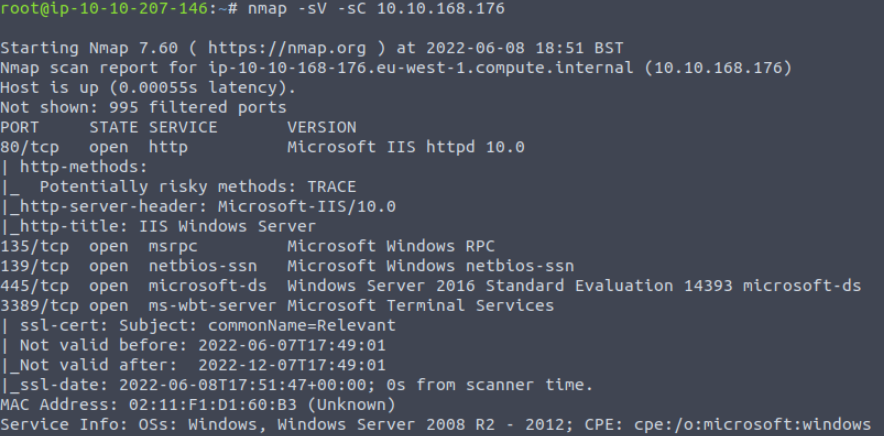 root@ip-10-10-207-146:~# nmap -sV -sC 10.10.168.176
Starting Nmap 7.60 ( https://nmap.org ) at 2022-06-08 18:51 BST
Nmap scan report for ip-10-10-168-176.eu-west-1.compute.internal (10.10.168.176)
Host is up (0.00055s latency).
Not shown: 995 filtered ports
PORT     STATE SERVICE       VERSION
80/tcp   open  http          Microsoft IIS httpd 10.0
| http-methods:
|_  Potentially risky methods: TRACE
|_http-server-header: Microsoft-IIS/10.0
|_http-title: IIS Windows Server
135/tcp  open  msrpc         Microsoft Windows RPC
139/tcp  open  netbios-ssn   Microsoft Windows netbios-ssn
445/tcp  open  microsoft-ds  Windows Server 2016 Standard Evaluation 14393 microsoft-ds
3389/tcp open  ms-wbt-server Microsoft Terminal Services
| ssl-cert: Subject: commonName=Relevant
| Not valid before: 2022-06-07T17:49:01
|_Not valid after:  2022-12-07T17:49:01
|_ssl-date: 2022-06-08T17:51:47+00:00; 0s from scanner time.
MAC Address: 02:11:F1:D1:60:B3 (Unknown)
Service Info: OSs: Windows, Windows Server 2008 R2 - 2012; CPE: cpe:/o:microsoft:windows